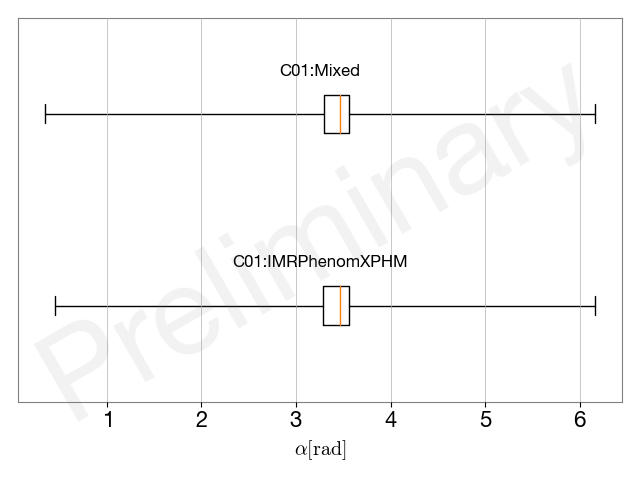 C01:Mixed
Preliminary
C01:IMRPhenomXPHM
1 2 3 4 5 6
α[rad]